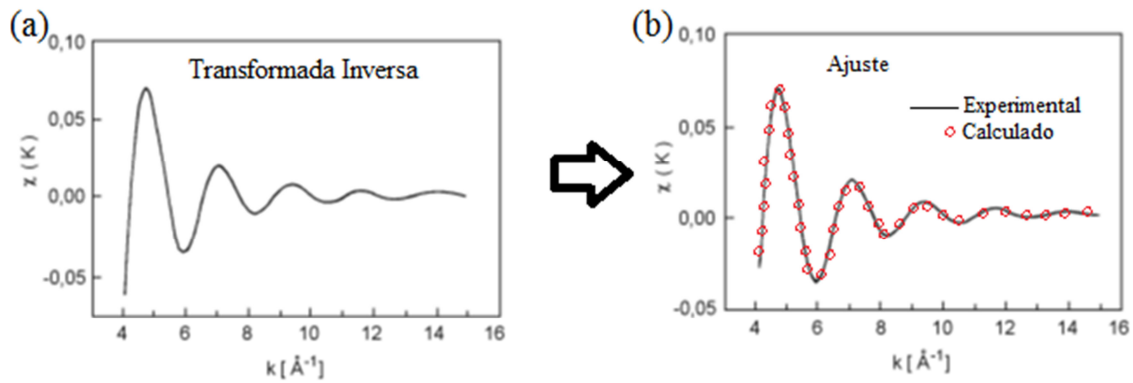 (a)
0,10
0,05
0,00
-0,05
χ ( K )
Transformada Inversa
4 6 8 10 12 14 16
k [ Å⁻¹ ]
(b)
0,10
0,05
0,00
-0,05
χ ( K )
Ajuste
Experimental
Calculado
4 6 8 10 12 14 16
k [ Å⁻¹ ]